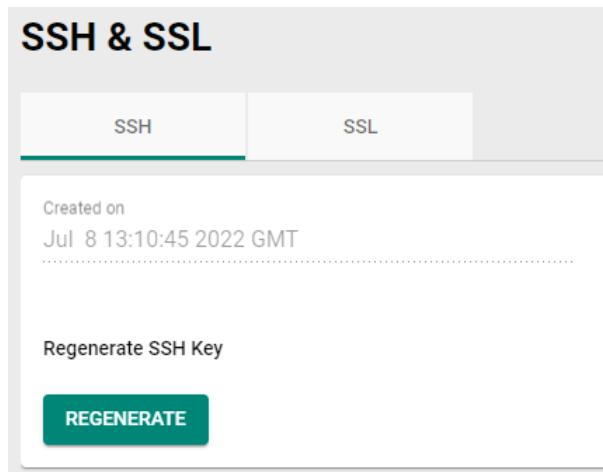 SSH & SSL
SSH SSL
Created on
Jul 8 13:10:45 2022 GMT
Regenerate SSH Key
REGENERATE